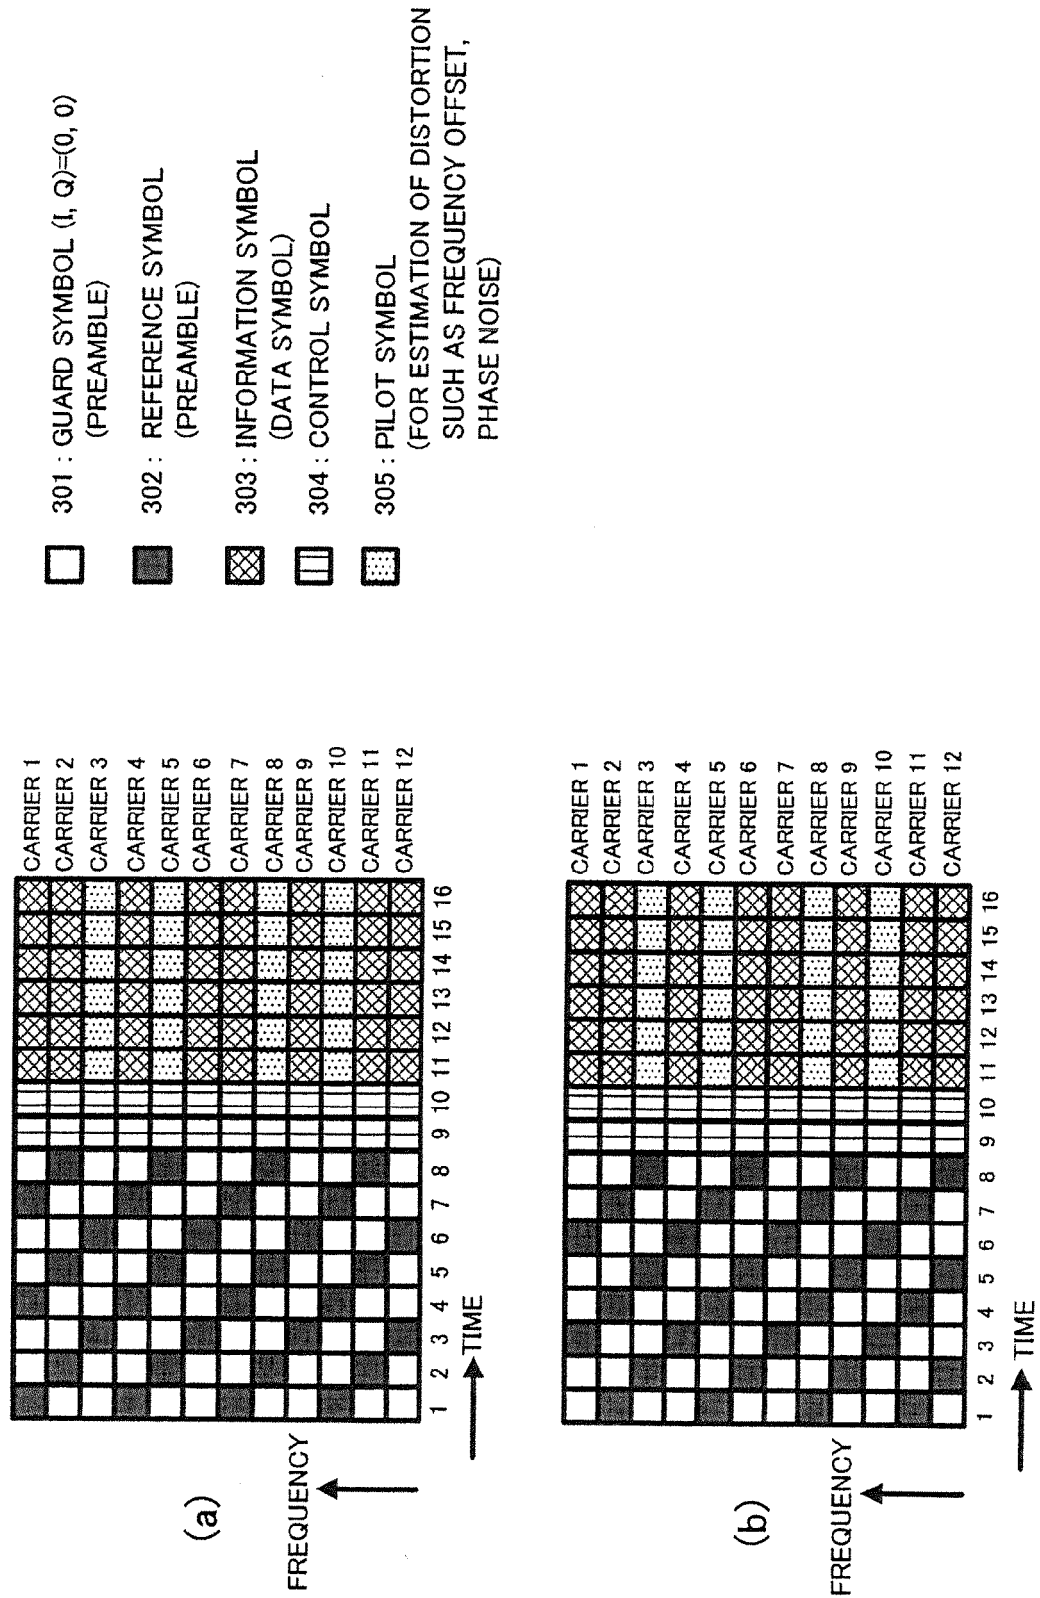 301 : GUARD SYMBOL (I, Q)=(0, 0)
(PREAMBLE)
302 : REFERENCE SYMBOL
(PREAMBLE)
303 : INFORMATION SYMBOL
(DATA SYMBOL)
304 : CONTROL SYMBOL
305 : PILOT SYMBOL
(FOR ESTIMATION OF DISTORTION
SUCH AS FREQUENCY OFFSET,
PHASE NOISE)
(a)
FREQUENCY
CARRIER 1
CARRIER 2
CARRIER 3
CARRIER 4
CARRIER 5
CARRIER 6
CARRIER 7
CARRIER 8
CARRIER 9
CARRIER 10
CARRIER 11
CARRIER 12
1 2 3 4 5 6 7 8 9 10 11 12 13 14 15 16
TIME
(b)
FREQUENCY
CARRIER 1
CARRIER 2
CARRIER 3
CARRIER 4
CARRIER 5
CARRIER 6
CARRIER 7
CARRIER 8
CARRIER 9
CARRIER 10
CARRIER 11
CARRIER 12
1 2 3 4 5 6 7 8 9 10 11 12 13 14 15 16
TIME